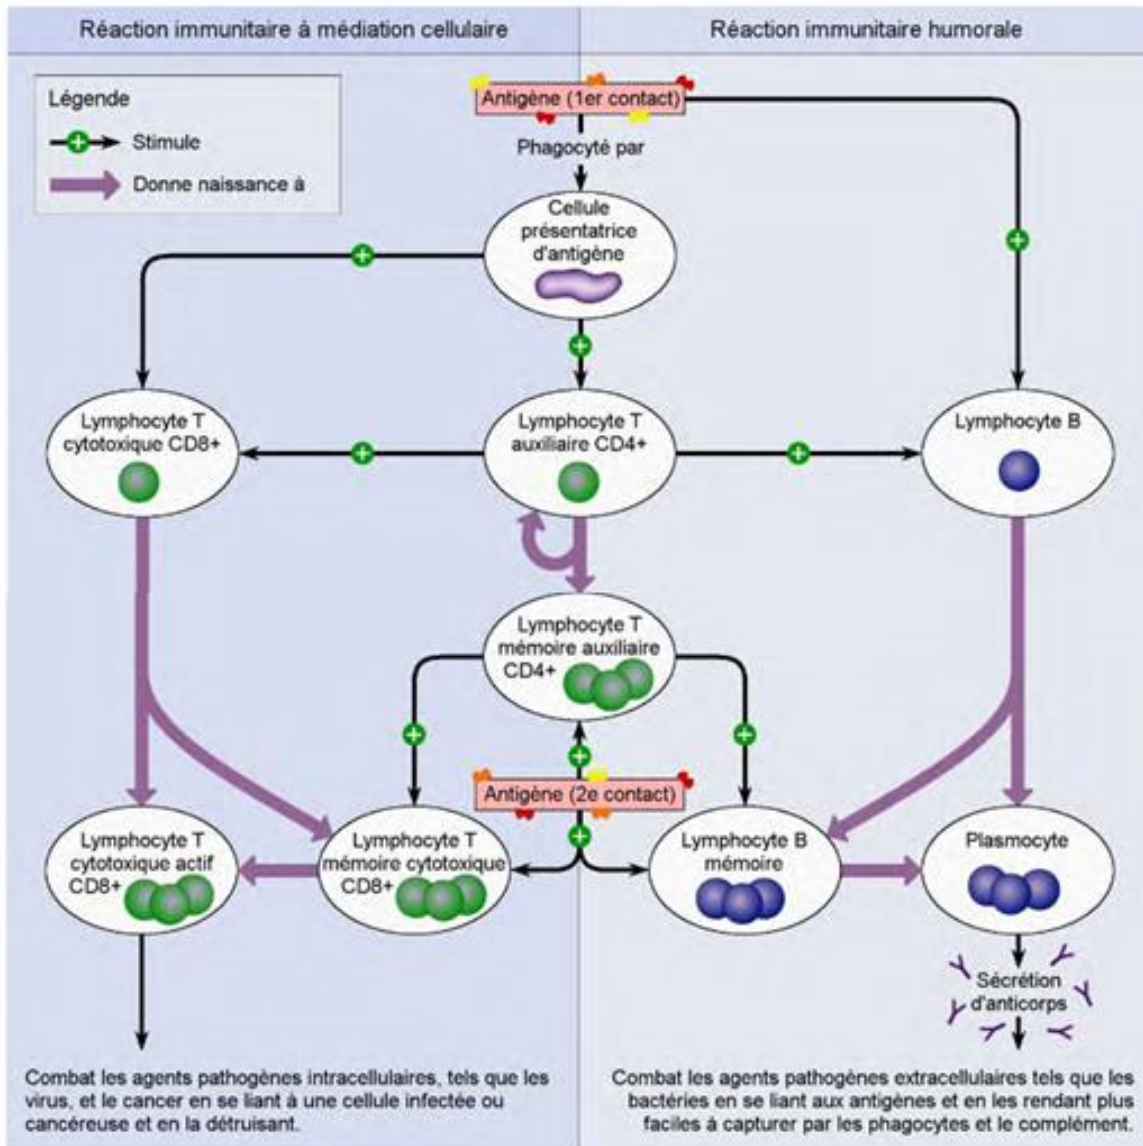 Réaction immunitaire à médiation cellulaire
Réaction immunitaire humorale
Légende
Stimule
Donne naissance à
Antigène (1er contact)
Phagocyté par
Cellule
présentatrice
d'antigène
Lymphocyte T
cytotoxique CD8+
Lymphocyte T
auxiliaire CD4+
Lymphocyte B
Lymphocyte T
mémoire auxiliaire
CD4+
Antigène (2e contact)
Lymphocyte T
cytotoxique actif
CD8+
Lymphocyte T
mémoire cytotoxique
CD8+
Lymphocyte B
mémoire
Plasmocyte
Sécrétion
d'anticorps
Combat les agents pathogènes intracellulaires, tels que les
virus, et le cancer en se liant à une cellule infectée ou
cancéreuse et en la détruisant.
Combat les agents pathogènes extracellulaires tels que les
bactéries en se liant aux antigènes et en les rendant plus
faciles à capturer par les phagocytes et le complément.